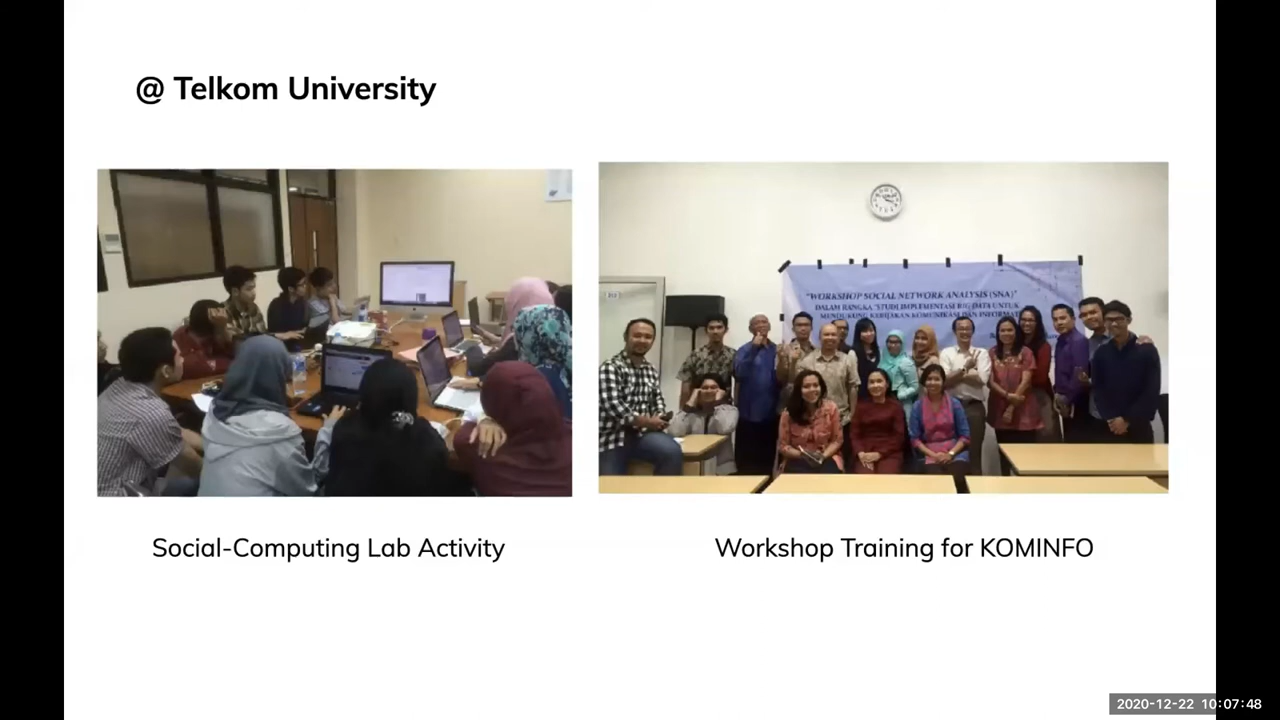 @ Telkom University
"WORKSHOP SOCIAL NETWORK ANALYSIS (SNA)"
DALAM RANGKA "STUDI IMPLEMENTASI BIG DATA UNTUK
MENDUKUNG KEBIJAKAN KOMUNIKASI DAN INFORMAT
Social-Computing Lab Activity
Workshop Training for KOMINFO
2020-12-22 10:07:48